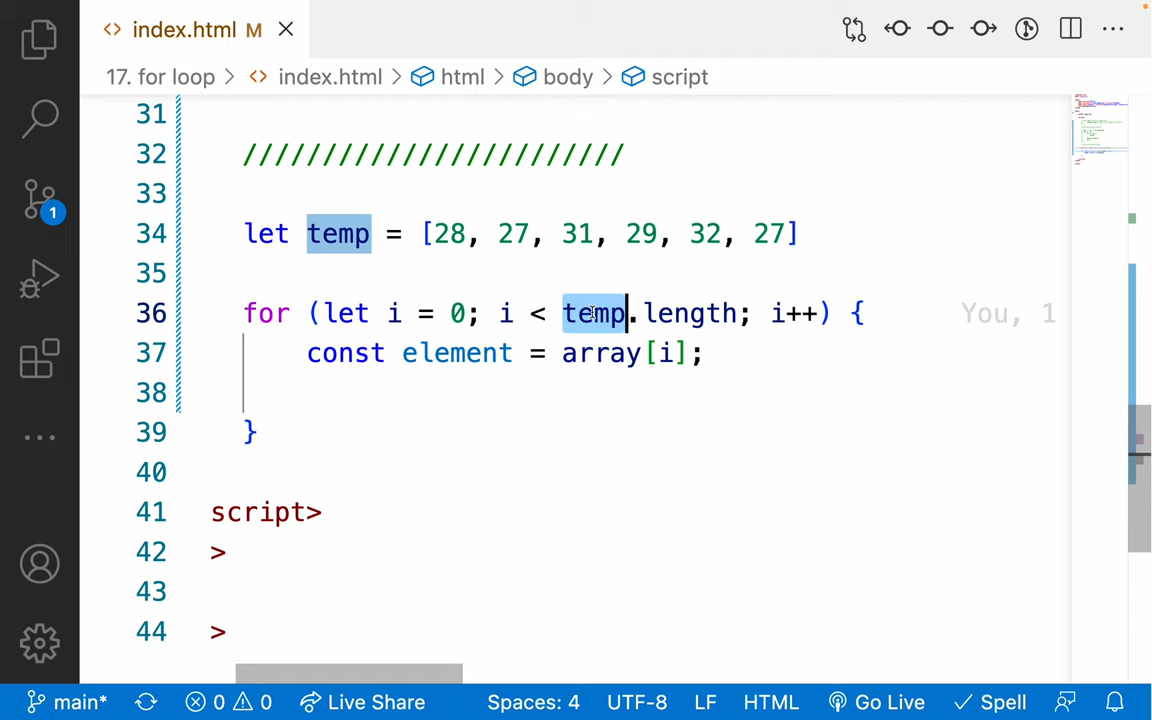 index.html M
17. for loop > index.html > html > body > script
31
32 ////////////////////////
33
34 let temp = [28, 27, 31, 29, 32, 27]
35
36 for (let i = 0; i < temp.length; i++) { You, 1
37 const element = array[i];
38
39 }
40
41 script>
42 >
43
44 >
1
main* 0 0 Live Share Spaces: 4 UTF-8 LF HTML Go Live Spell